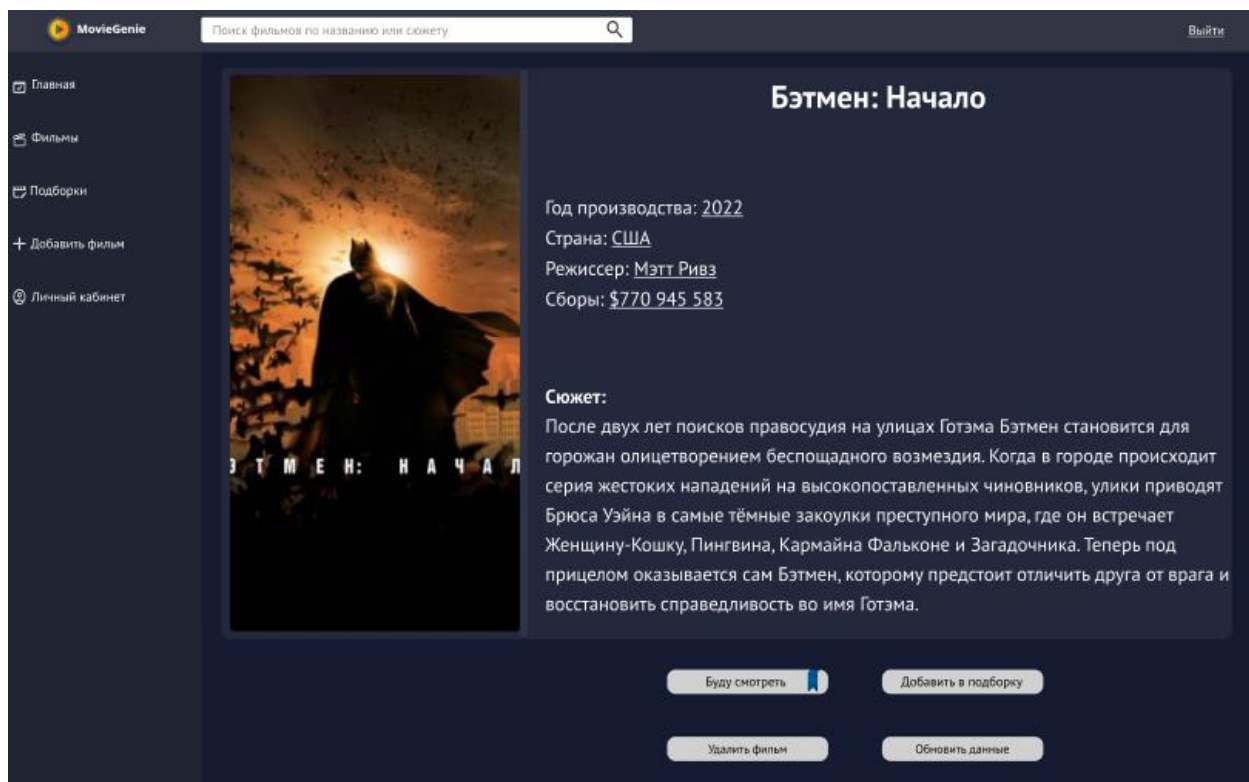 MovieGenie
Поиск фильмов по названию или сюжету
Выйти
Главная
Фильмы
Подборки
Добавить фильм
Личный кабинет
ЭТМЕН: НАЧАЛ
Бэтмен: Начало
Год производства: 2022
Страна: США
Режиссер: Мэтт Ривз
Сборы: $770 945 583
Сюжет:
После двух лет поисков правосудия на улицах Готэма Бэтмен становится для
горожан олицетворением беспощадного возмездия. Когда в городе происходит
серия жестоких нападений на высокопоставленных чиновников, улики приводят
Брюса Уэйна в самые тёмные закоулки преступного мира, где он встречает
Женщину-Кошку, Пингвина, Кармайна Фальконе и Загадочника. Теперь под
прицелом оказывается сам Бэтмен, которому предстоит отличить друга от врага и
восстановить справедливость во имя Готэма.
Буду смотреть
Добавить в подборку
Удалить фильм
Обновить данные